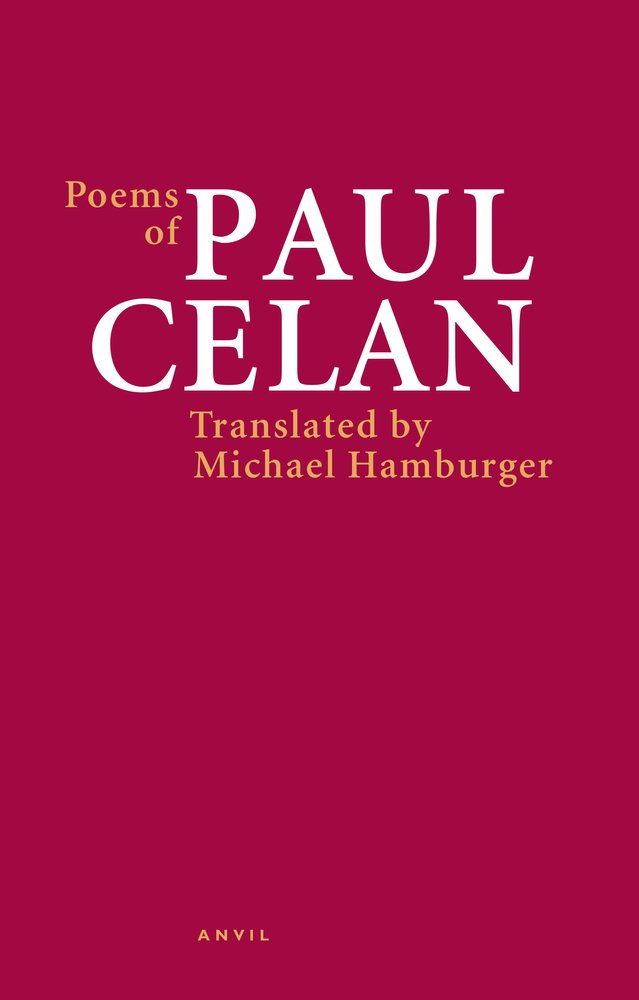 Poems
of
PAUL
CELAN
Translated by
Michael Hamburger
ANVIL